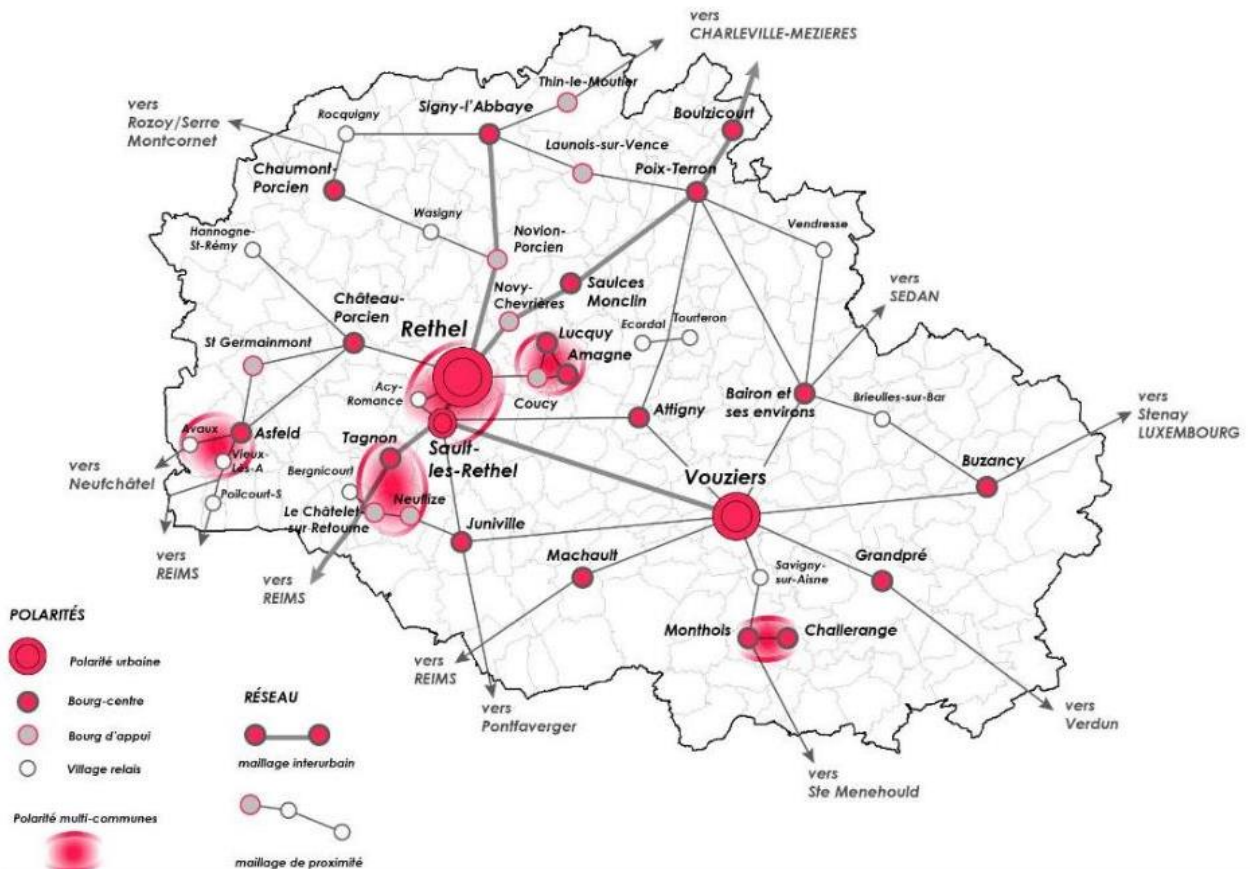 vers
CHARLEVILLE-MEZIERES
Thin-le-Moutier
vers
Rozoy/Serre
Montcornet
Rocquigny
Signy-l'Abbaye
Boulzicourt
Launois-sur-Vence
Chaumont-
Porcien
Poix-Terron
Wasigny
Vendresse
Hannogne-
St-Rémy
Novion-
Porcien
Saulces
Monclin
vers
SEDAN
Novy-
Chevrières
Château-
Porcien
Rethel
Lucquy
Ecordal
Tourteron
St Germainmont
Amagne
Acy-
Romance
Coucy
Attigny
Bairon et
ses environs
Brieulles-sur-Bar
vers
Stenay
LUXEMBOURG
Asfeld
Avaux
Tagnon
Sault-
les-Rethel
Vieux-
Lès-A
Bergnicourt
Vouziers
Buzancy
vers
Neufchâtel
Poilcourt-S
Neuflize
Le Châtelet-
sur-Retourne
Juniville
vers
REIMS
vers
REIMS
Machault
Savigny-
sur-Aisne
Grandpré
Monthois
Challerange
vers
REIMS
vers
Pontfaverger
vers
Verdun
vers
Ste Menehould
POLARITÉS
Polarité urbaine
Bourg-centre
Bourg d'appui
Village relais
Polarité multi-communes
RÉSEAU
maillage interurbain
maillage de proximité